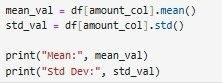 mean_val = df[amount_col].mean()
std_val = df[amount_col].std()
print("Mean:", mean_val)
print("Std Dev:", std_val)